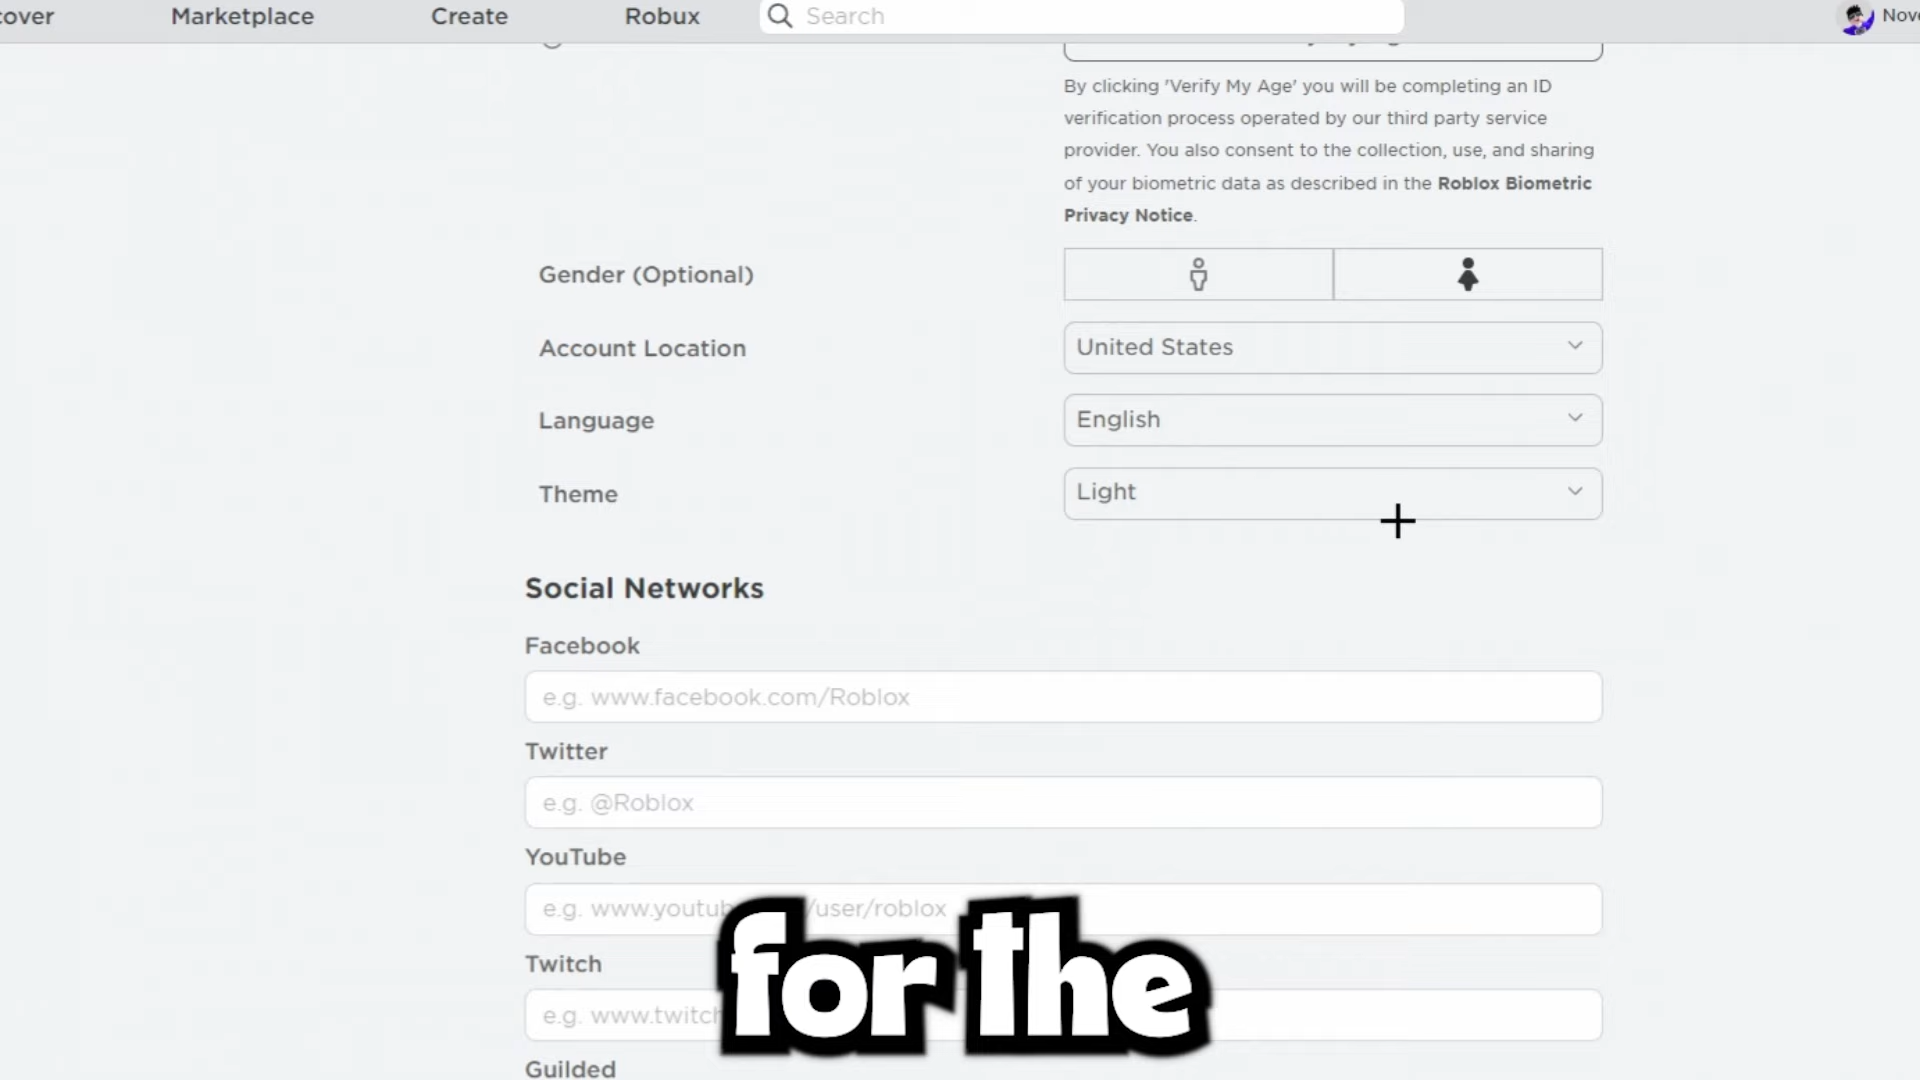 cover Marketplace Create Robux Search Nov
By clicking 'Verify My Age' you will be completing an ID
verification process operated by our third party service
provider. You also consent to the collection, use, and sharing
of your biometric data as described in the Roblox Biometric
Privacy Notice.
Gender (Optional)
Account Location United States
Language English
Theme Light
Social Networks
Facebook
e.g. www.facebook.com/Roblox
Twitter
e.g. @Roblox
YouTube
e.g. www.youtub /user/roblox
Twitch
e.g. www.twitch
for the
Guilded